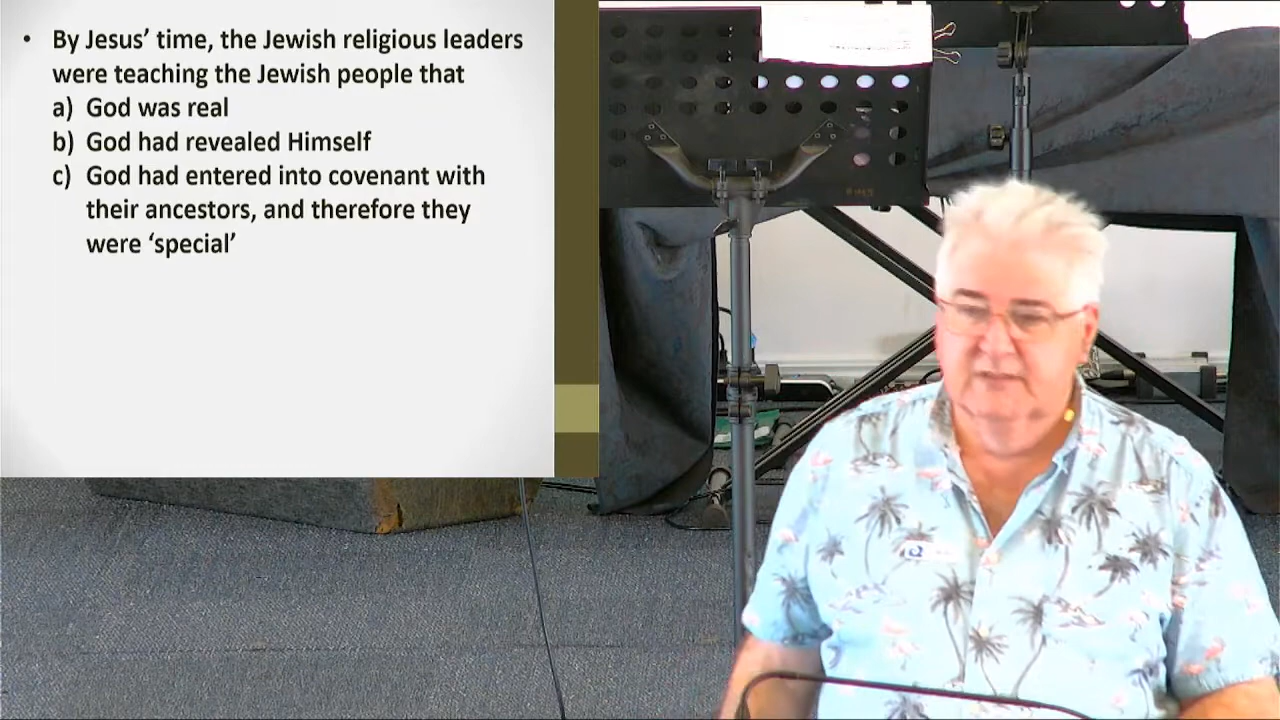 • By Jesus’ time, the Jewish religious leaders
were teaching the Jewish people that
a) God was real
b) God had revealed Himself
c) God had entered into covenant with
their ancestors, and therefore they
were ‘special’